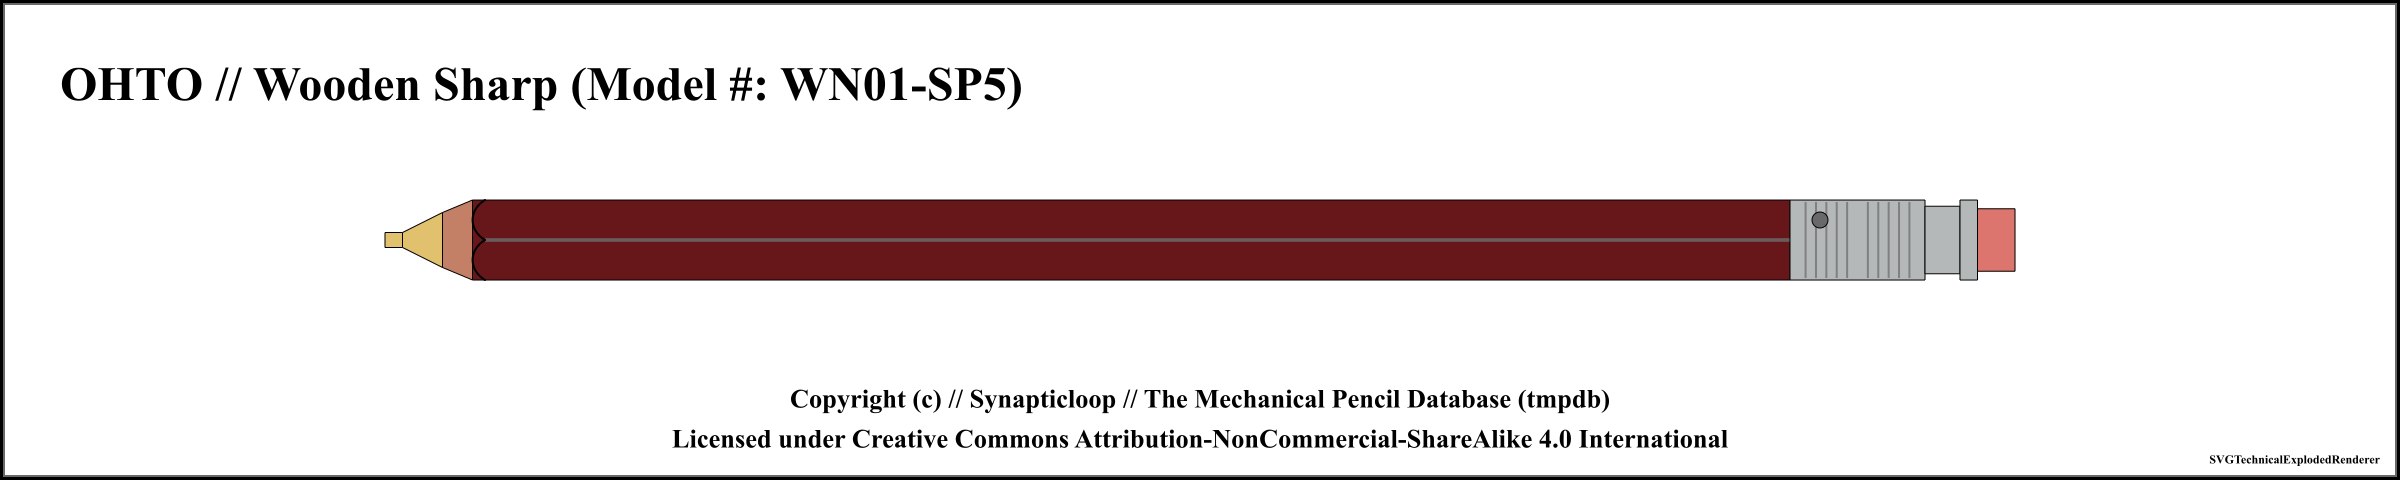 OHTO // Wooden Sharp (Model #: WN01-SP5)
Copyright (c) // Synapticloop // The Mechanical Pencil Database (tmpdb)
Licensed under Creative Commons Attribution-NonCommercial-ShareAlike 4.0 International
SVGTechnicalExplodedRenderer